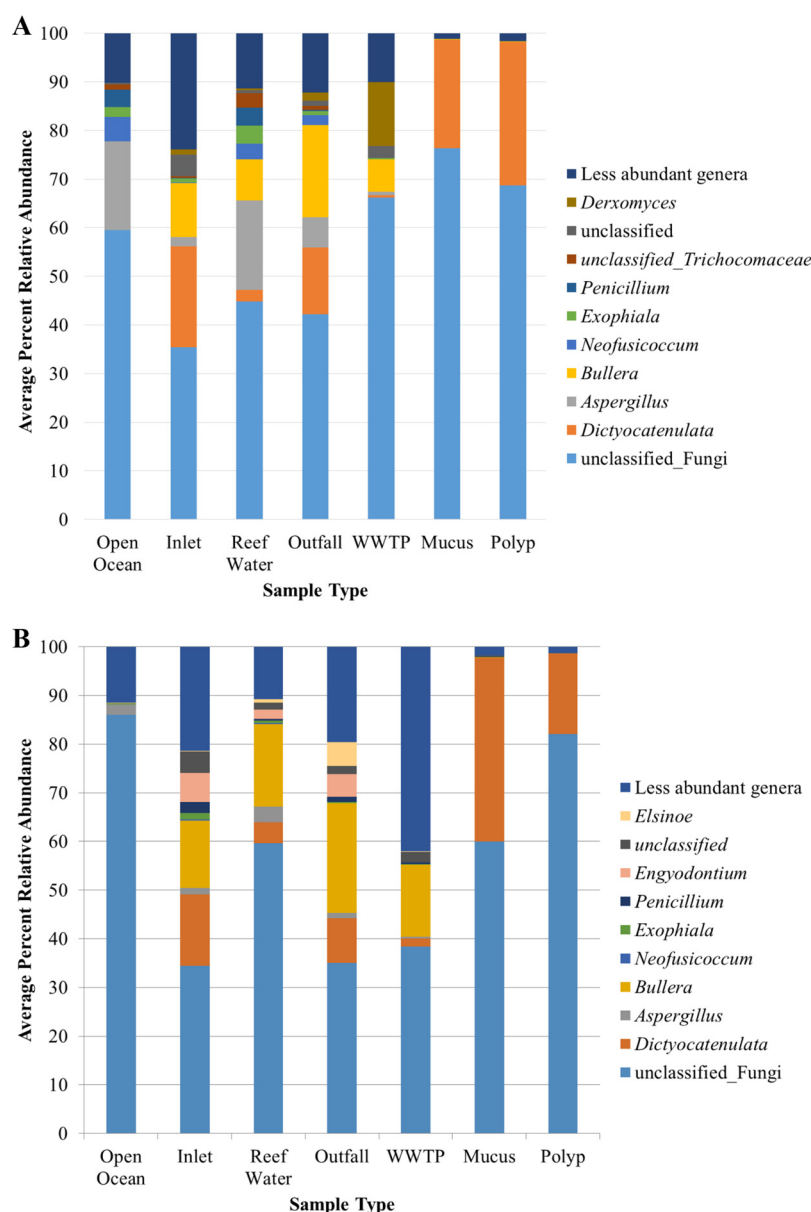 A
Average Percent Relative Abundance
100
90
80
70
60
50
40
30
20
10
0
Open Ocean
Inlet
Reef Water
Outfall
WWTP
Mucus
Polyp
Sample Type
Less abundant genera
Derxomyces
unclassified
unclassified_Trichocomaceae
Penicillium
Exophiala
Neofusicoccum
Bullera
Aspergillus
Dictyocatenulata
unclassified_Fungi
B
Average Percent Relative Abundance
100
90
80
70
60
50
40
30
20
10
0
Open Ocean
Inlet
Reef Water
Outfall
WWTP
Mucus
Polyp
Sample Type
Less abundant genera
Elsinoe
unclassified
Engyodontium
Penicillium
Exophiala
Neofusicoccum
Bullera
Aspergillus
Dictyocatenulata
unclassified_Fungi